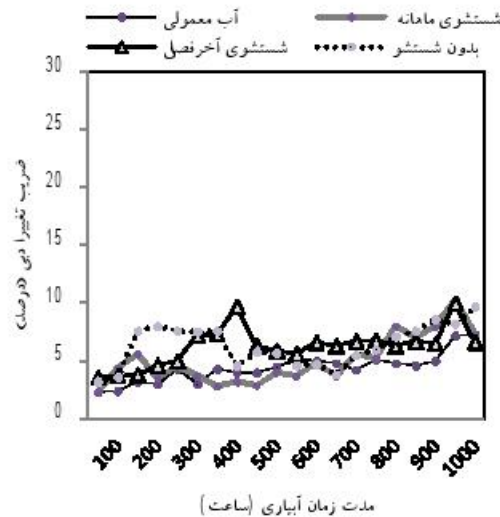 آب معمولی شستشوی ماهانه
شستشوی آخرفصل بدون شستشو
ضریب تغییرا دبی (درصد)
30
25
20
15
10
5
0
100 200 300 400 500 600 700 800 900 1000
مدت زمان آبیاری (ساعت)